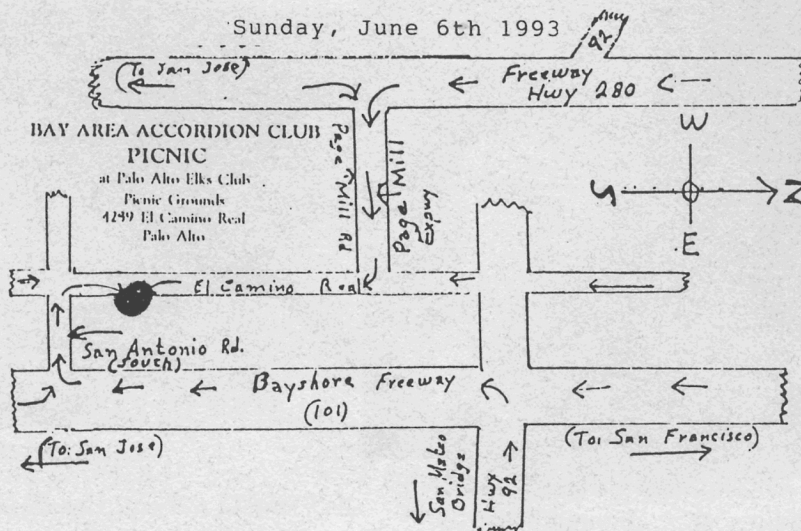 Sunday, June 6th 1993
92
(To San Jose)
Freeway
Hwy 280
BAY AREA ACCORDION CLUB
PICNIC
at Palo Alto Elks Club
Picnic Grounds
4249 El Camino Real
Palo Alto
Page Mill Rd
Page Mill
Expwy
W
S
N
E
El Camino Real
San Antonio Rd.
(South)
Bayshore Freeway
(101)
(To: San Jose)
(To: San Francisco)
San Mateo
Bridge
Hwy
92